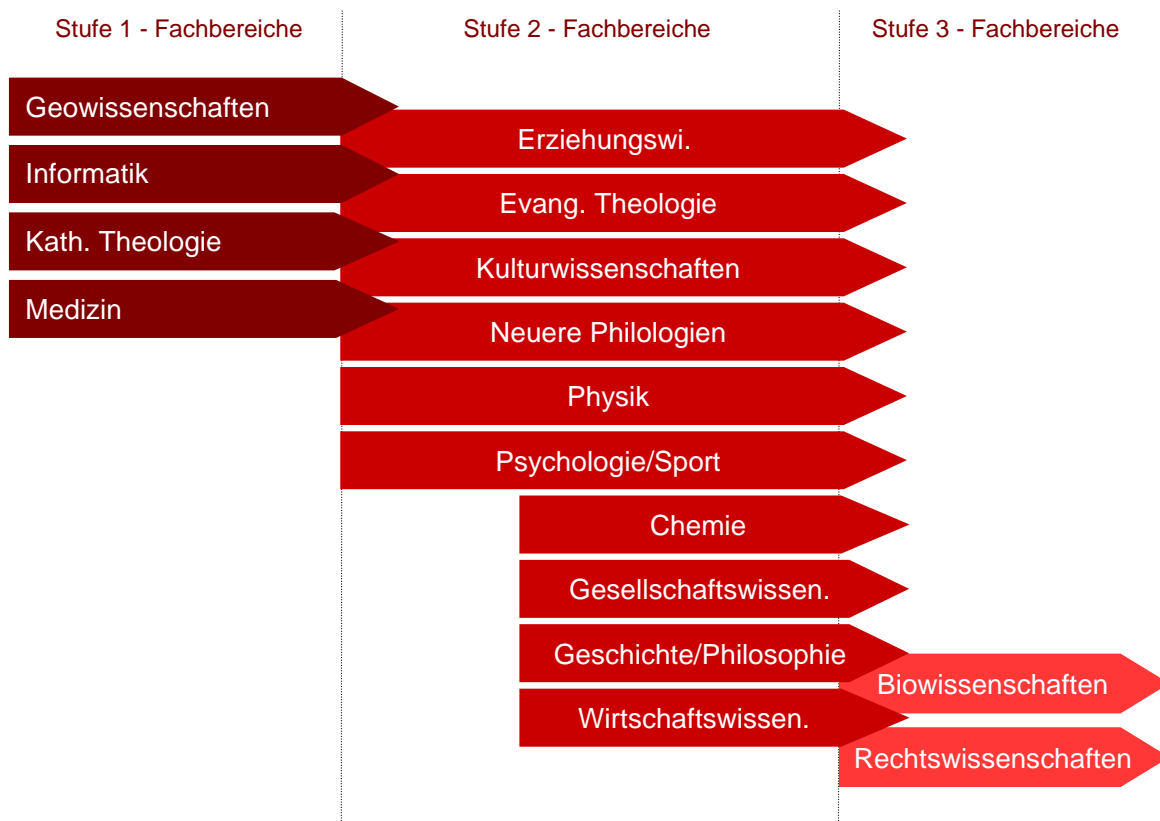 Stufe 1 - Fachbereiche
Stufe 2 - Fachbereiche
Stufe 3 - Fachbereiche
Geowissenschaften
Informatik
Kath. Theologie
Medizin
Erziehungswi.
Evang. Theologie
Kulturwissenschaften
Neuere Philologien
Physik
Psychologie/Sport
Chemie
Gesellschaftswissen.
Geschichte/Philosophie
Wirtschaftswissen.
Biowissenschaften
Rechtswissenschaften